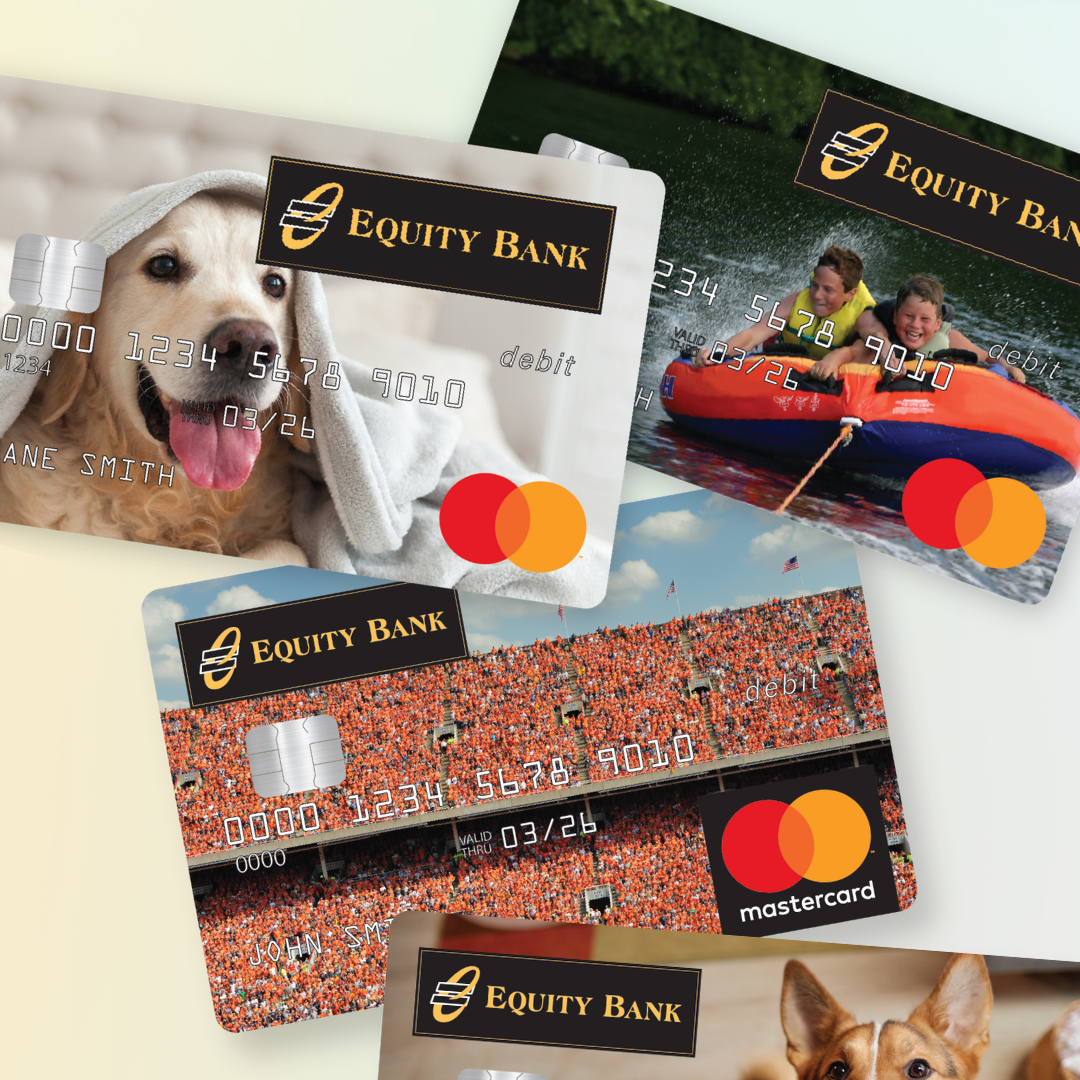 EQUITY BANK
0000 1234 5678 9010
1234
debit
VALID
THRU 03/26
ANE SMITH
EQUITY BAN
234 5678 9010
VALID
THRU 03/26
debit
H
EQUITY BANK
debit
0000 1234 5678 9010
0000
VALID
THRU 03/26
mastercard
JOHN SM
EQUITY BANK